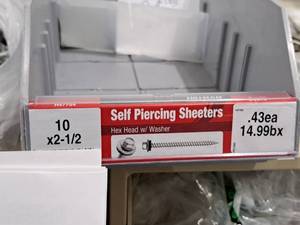 10
x2-1/2
Self Piercing Sheeters
Hex Head w/ Washer
.43ea
14.99bx